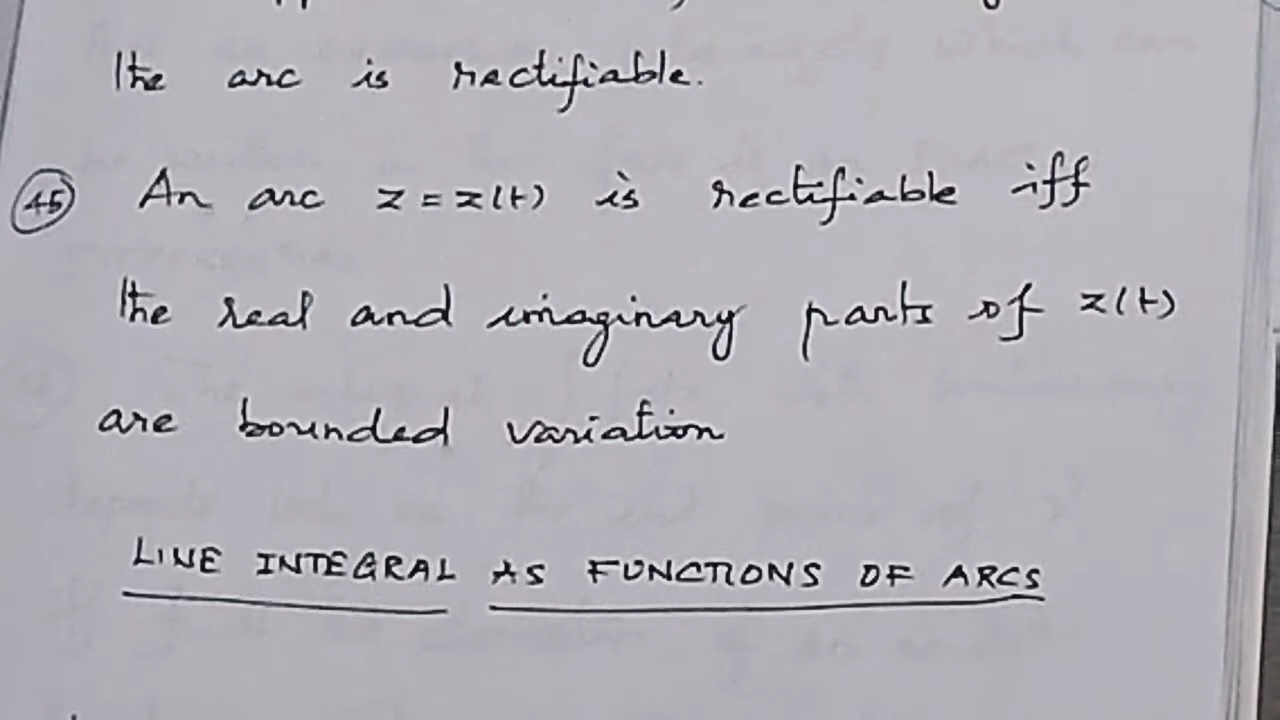 the arc is rectifiable.
45 An arc z = z(t) is rectifiable iff
the real and imaginary parts of z(t)
are bounded variation
LINE INTEGRAL AS FUNCTIONS OF ARCS